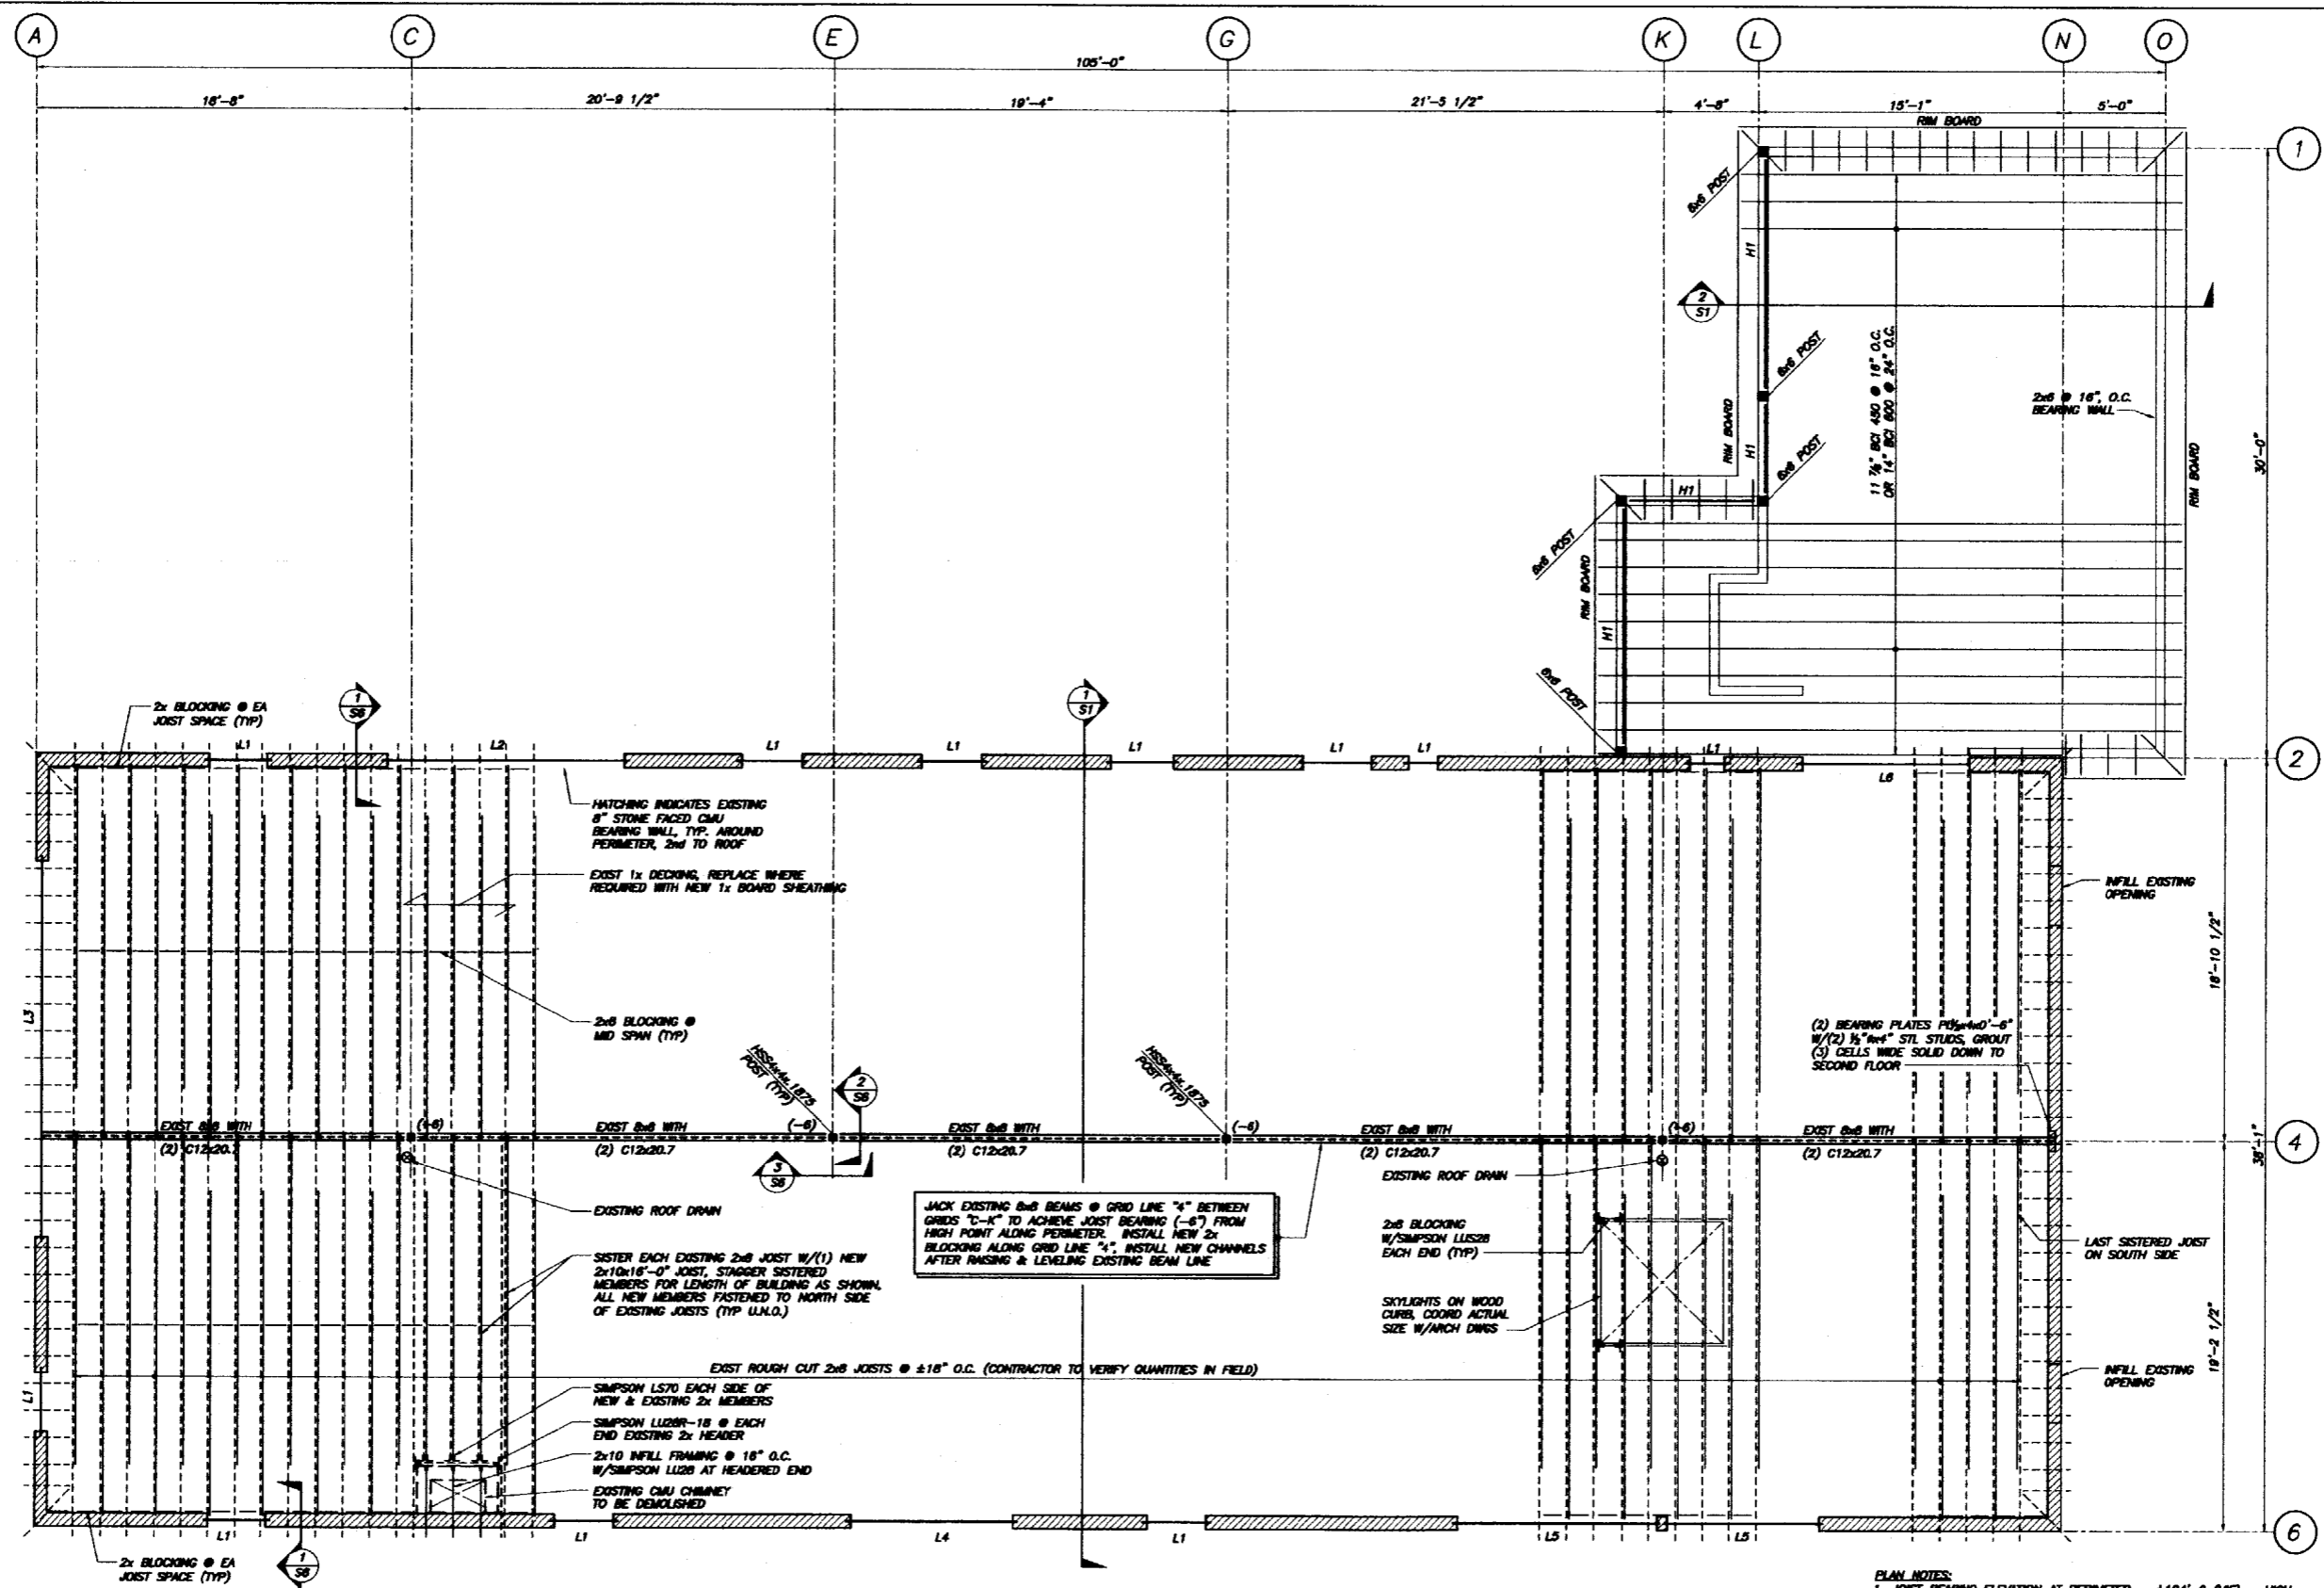 A C E G K L N O
105'-0"
18'-8" 20'-9 1/2" 19'-4" 21'-5 1/2" 4'-8" 15'-1" 5'-0"
RIM BOARD
1
6x6 POST
H1
2
S1
6x6 POST
11 7/8" BCI 450 @ 16" O.C.
OR 14" BCI 600 @ 24" O.C.
2x6 @ 16", O.C.
BEARING WALL
RIM BOARD
H1
6x6 POST
RIM BOARD
30'-0"
H1
6x6 POST
RIM BOARD
H1
6x6 POST
2x BLOCKING @ EA
JOIST SPACE (TYP)
1
S6
1
S1
L1 L2 L1 L1 L1 L1 L1 L1
L6
2
HATCHING INDICATES EXISTING
8" STONE FACED CMU
BEARING WALL, TYP. AROUND
PERIMETER, 2nd TO ROOF
EXIST 1x DECKING, REPLACE WHERE
REQUIRED WITH NEW 1x BOARD SHEATHING
INFILL EXISTING
OPENING
18'-10 1/2"
L3
2x6 BLOCKING @
MID SPAN (TYP)
HSS4x4x.1875
POST (TYP)
2
S6
HSS4x4x.1875
POST (TYP)
(2) BEARING PLATES
STL STUDS, GROUT
(3) CELLS WIDE SOLID DOWN TO
SECOND FLOOR
EXIST 8x8 WITH
(2) C12x20.7
(-6)
EXIST 8x8 WITH
(2) C12x20.7
(-6)
EXIST 8x8 WITH
(2) C12x20.7
(-6)
EXIST 8x8 WITH
(2) C12x20.7
(-6)
EXIST 8x8 WITH
(2) C12x20.7
4
38'-1"
3
S6
EXISTING ROOF DRAIN
EXISTING ROOF DRAIN
JACK EXISTING 8x8 BEAMS @ GRID LINE "4" BETWEEN
GRIDS "C-K" TO ACHIEVE JOIST BEARING (-6") FROM
HIGH POINT ALONG PERIMETER. INSTALL NEW 2x
BLOCKING ALONG GRID LINE "4", INSTALL NEW CHANNELS
AFTER RAISING & LEVELING EXISTING BEAM LINE
2x8 BLOCKING
W/SIMPSON LUS28
EACH END (TYP)
LAST SISTERED JOIST
ON SOUTH SIDE
SISTER EACH EXISTING 2x8 JOIST W/(1) NEW
2x10x16'-0" JOIST, STAGGER SISTERED
MEMBERS FOR LENGTH OF BUILDING AS SHOWN.
ALL NEW MEMBERS FASTENED TO NORTH SIDE
OF EXISTING JOISTS (TYP U.N.O.)
SKYLIGHTS ON WOOD
CURB, COORD ACTUAL
SIZE W/ARCH DWGS
19'-2 1/2"
EXIST ROUGH CUT 2x8 JOISTS @ ±16" O.C. (CONTRACTOR TO VERIFY QUANTITIES IN FIELD)
INFILL EXISTING
OPENING
L1
SIMPSON LS70 EACH SIDE OF
NEW & EXISTING 2x MEMBERS
SIMPSON LU28R-18 @ EACH
END EXISTING 2x HEADER
2x10 INFILL FRAMING @ 16" O.C.
W/SIMPSON LU28 AT HEADERED END
EXISTING CMU CHIMNEY
TO BE DEMOLISHED
L1 L1 L4 L1 L5 L5
6
2x BLOCKING @ EA
JOIST SPACE (TYP)
1
S6
PLAN NOTES: